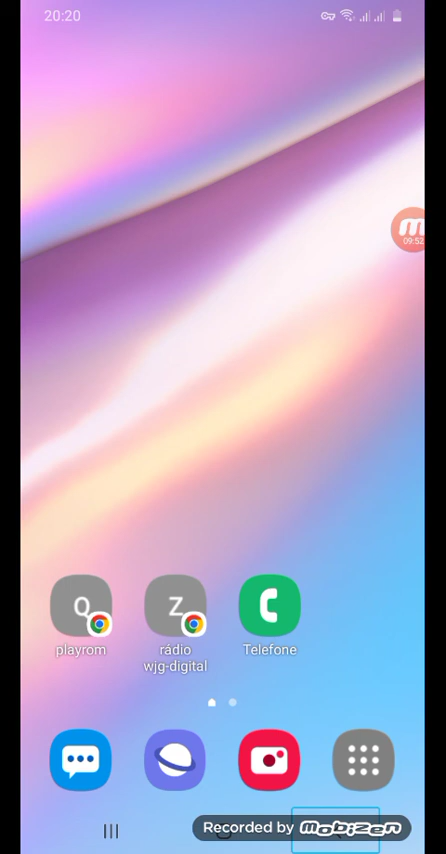 20:20
m
09:52
Q
Z
playrom
rádio
wjg-digital
Telefone
Recorded by mobizen